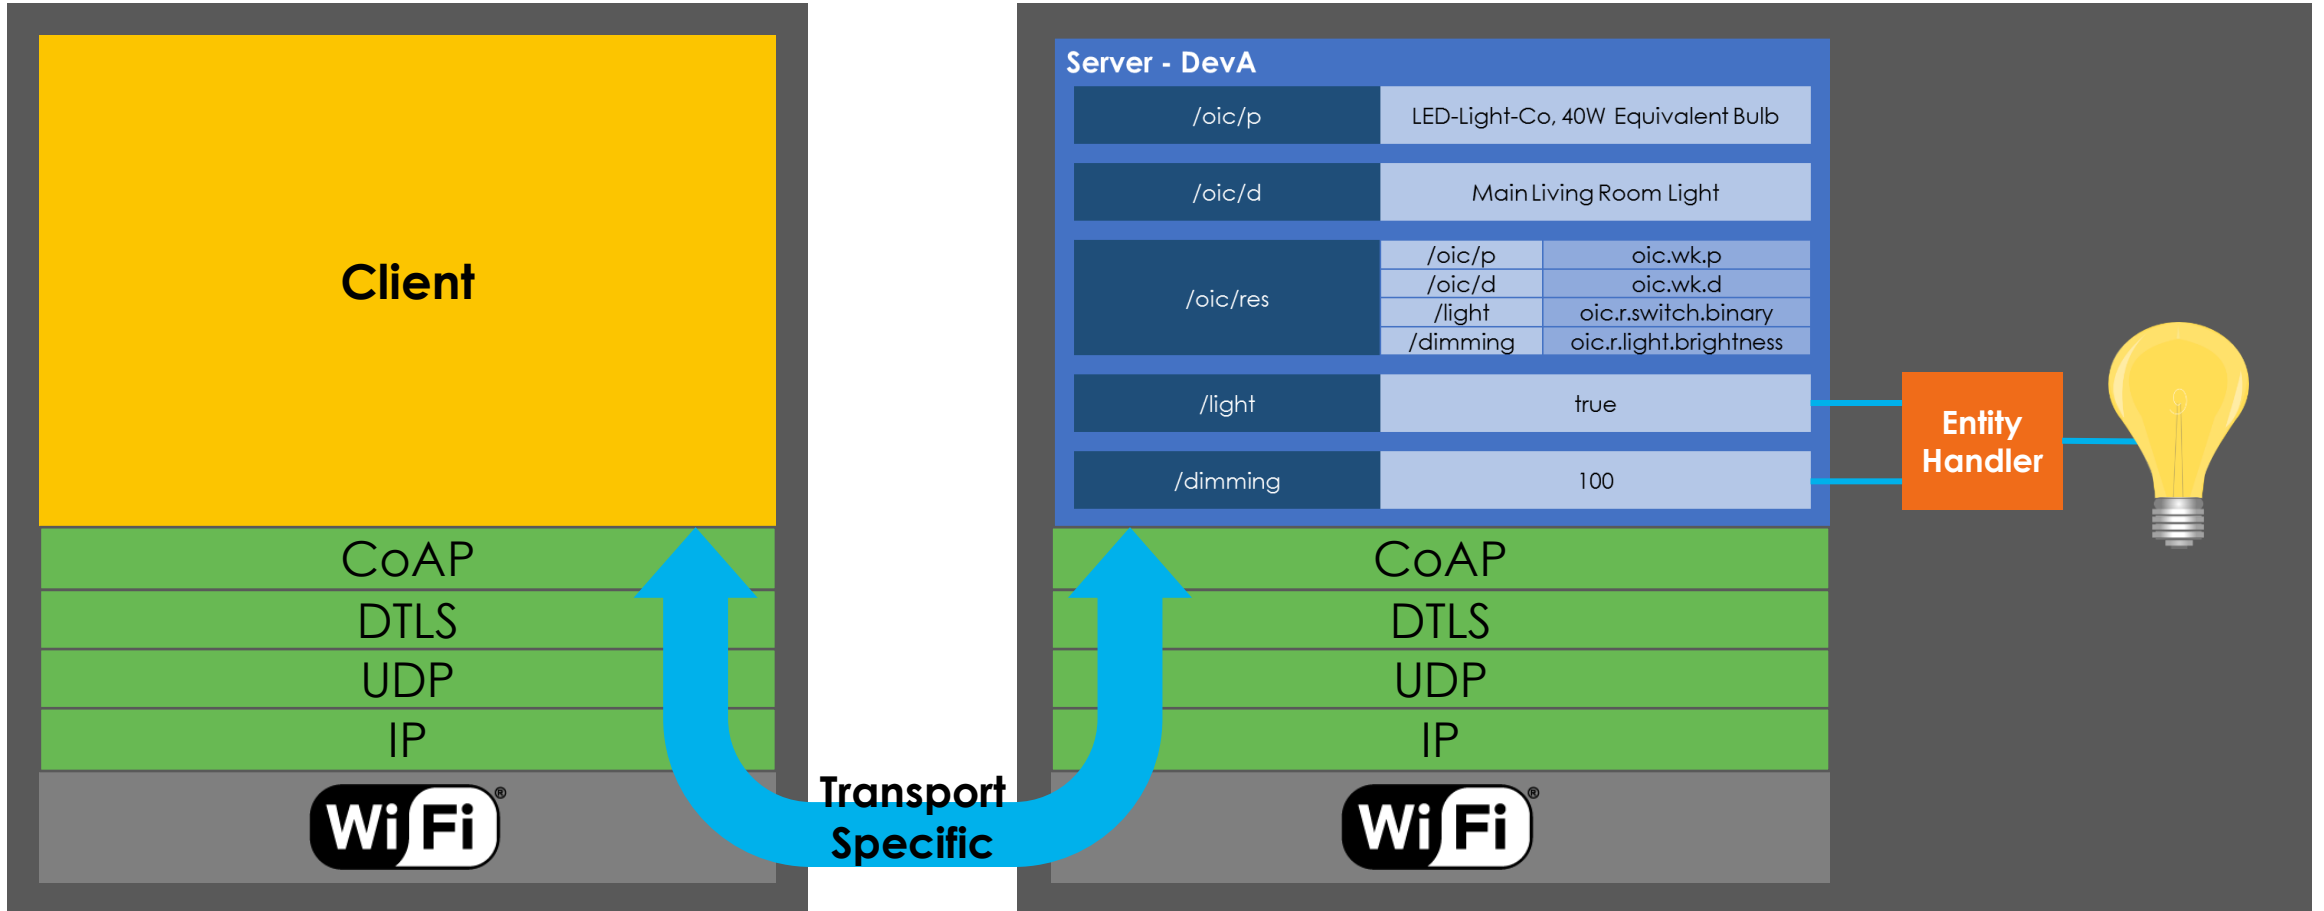 Client
CoAP
DTLS
UDP
IP
WiFi®
Transport
Specific
Server - DevA
/oic/p LED-Light-Co, 40W Equivalent Bulb
/oic/d Main Living Room Light
/oic/res
/oic/p oic.wk.p
/oic/d oic.wk.d
/light oic.r.switch.binary
/dimming oic.r.light.brightness
/light true
/dimming 100
Entity
Handler
CoAP
DTLS
UDP
IP
WiFi®